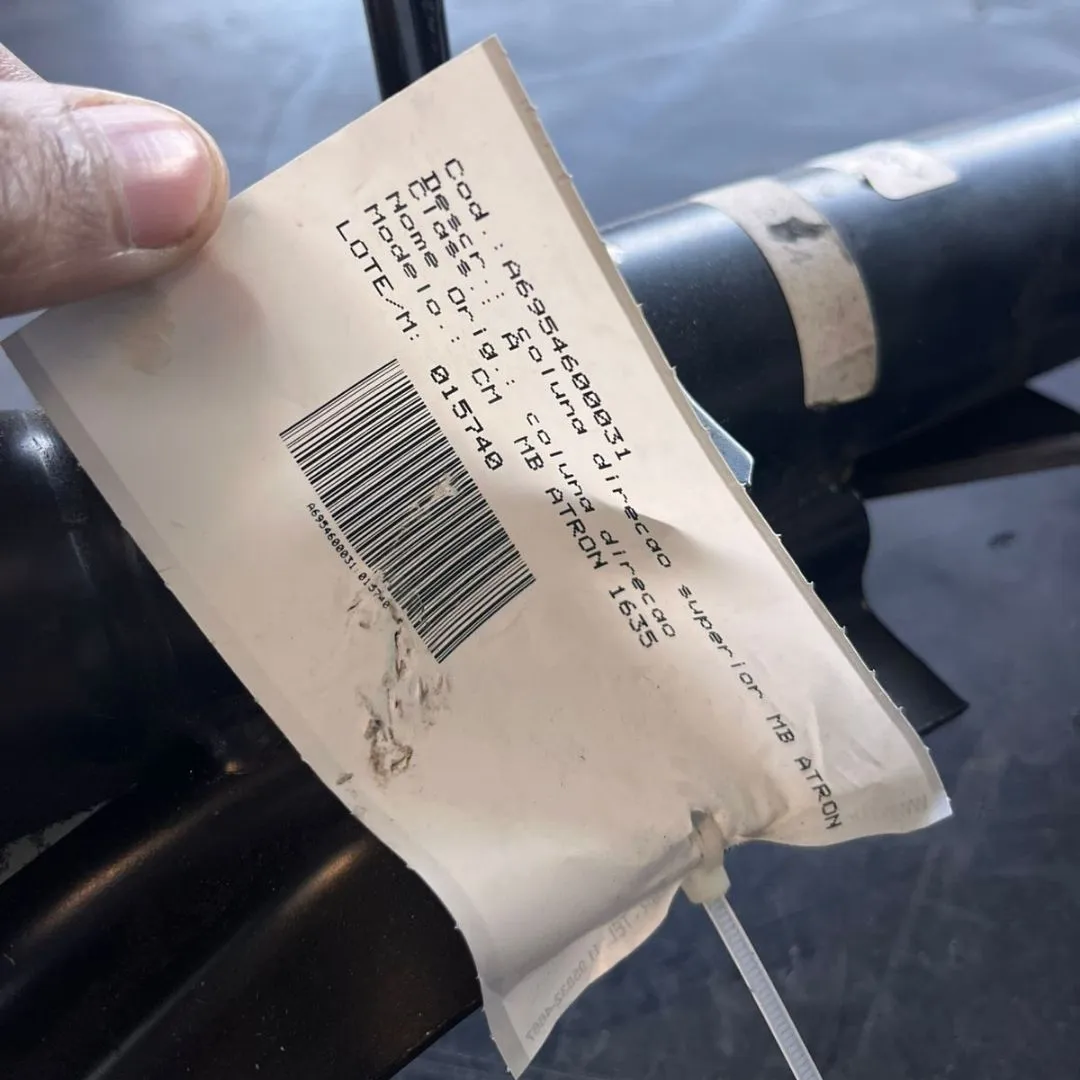 Cod.: A6954600031
Descr.: Coluna direcao superior MB ATRON
Class.: A
Nome Orig.: coluna direcao
Modelo.: CM MB ATRON 1635
LOTE/M: 015740
A6954600031 015740